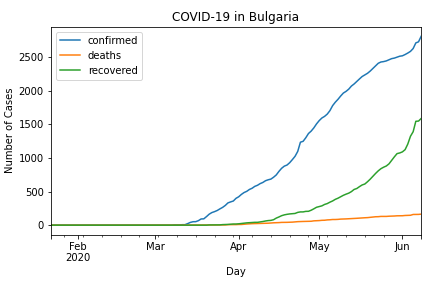 COVID-19 in Bulgaria
confirmed
deaths
recovered
Number of Cases
2500
2000
1500
1000
500
0
Feb
2020
Mar
Apr
May
Jun
Day